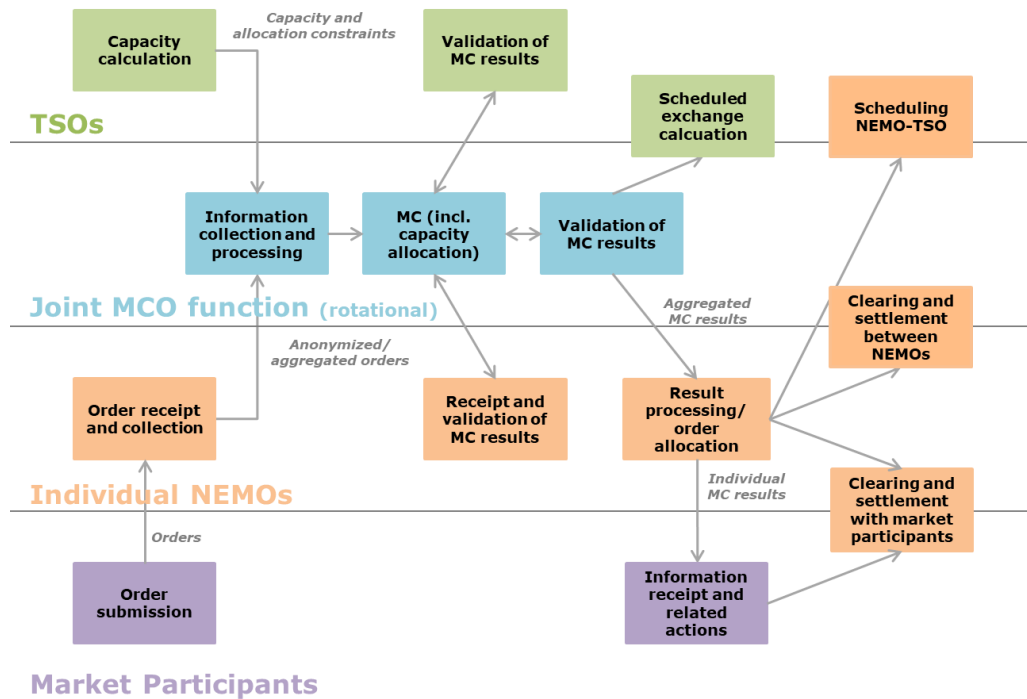 Capacity
calculation
Capacity and
allocation constraints
Validation of
MC results
Scheduled
exchange
calcuation
Scheduling
NEMO-TSO
TSOs
Information
collection and
processing
MC (incl.
capacity
allocation)
Validation of
MC results
Joint MCO function (rotational)
Aggregated
MC results
Clearing and
settlement
between
NEMOs
Anonymized/
aggregated orders
Order receipt
and collection
Receipt and
validation of
MC results
Result
processing/
order
allocation
Individual NEMOs
Individual
MC results
Clearing and
settlement
with market
participants
Orders
Order
submission
Information
receipt and
related
actions
Market Participants